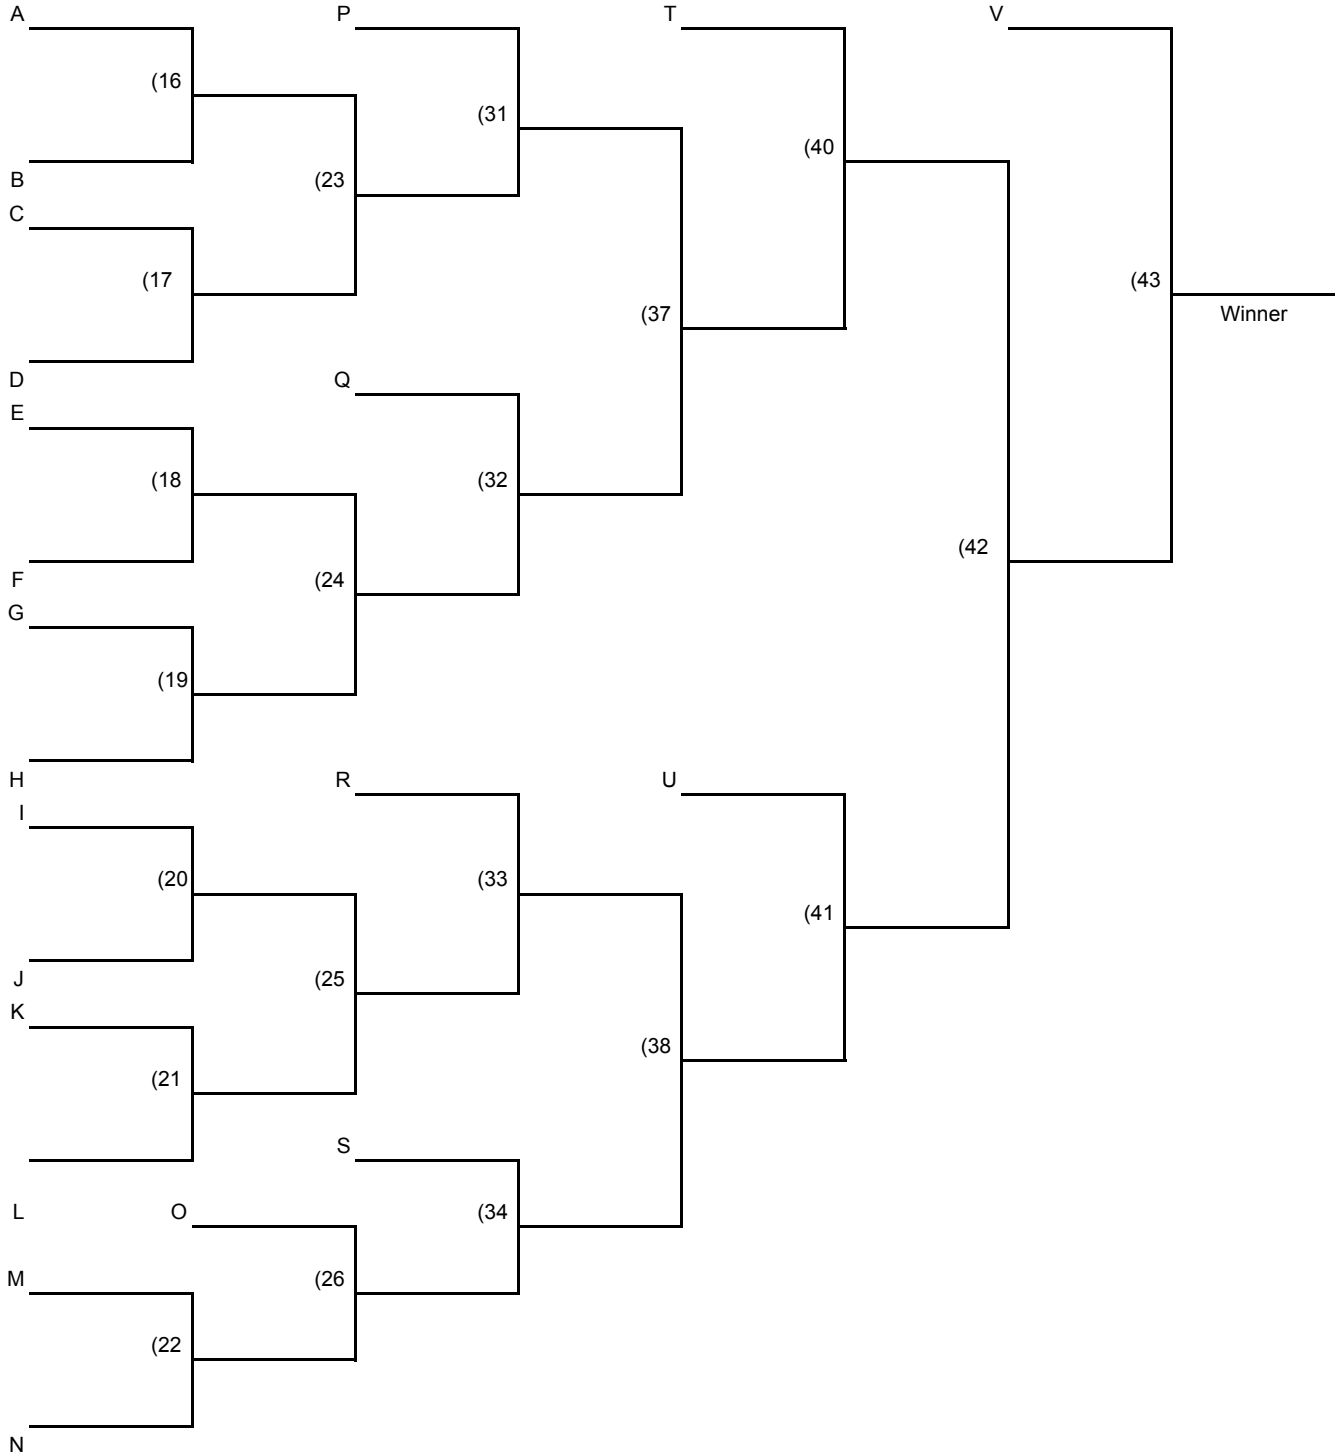 A P T V
(16
(31
(40
B (23
C
(17 (43
(37 Winner
D Q
E
(18 (32
(42
F (24
G
(19
H R U
I
(20 (33
(41
J (25
K
(38
(21
S
L O (34
M (26
(22
N